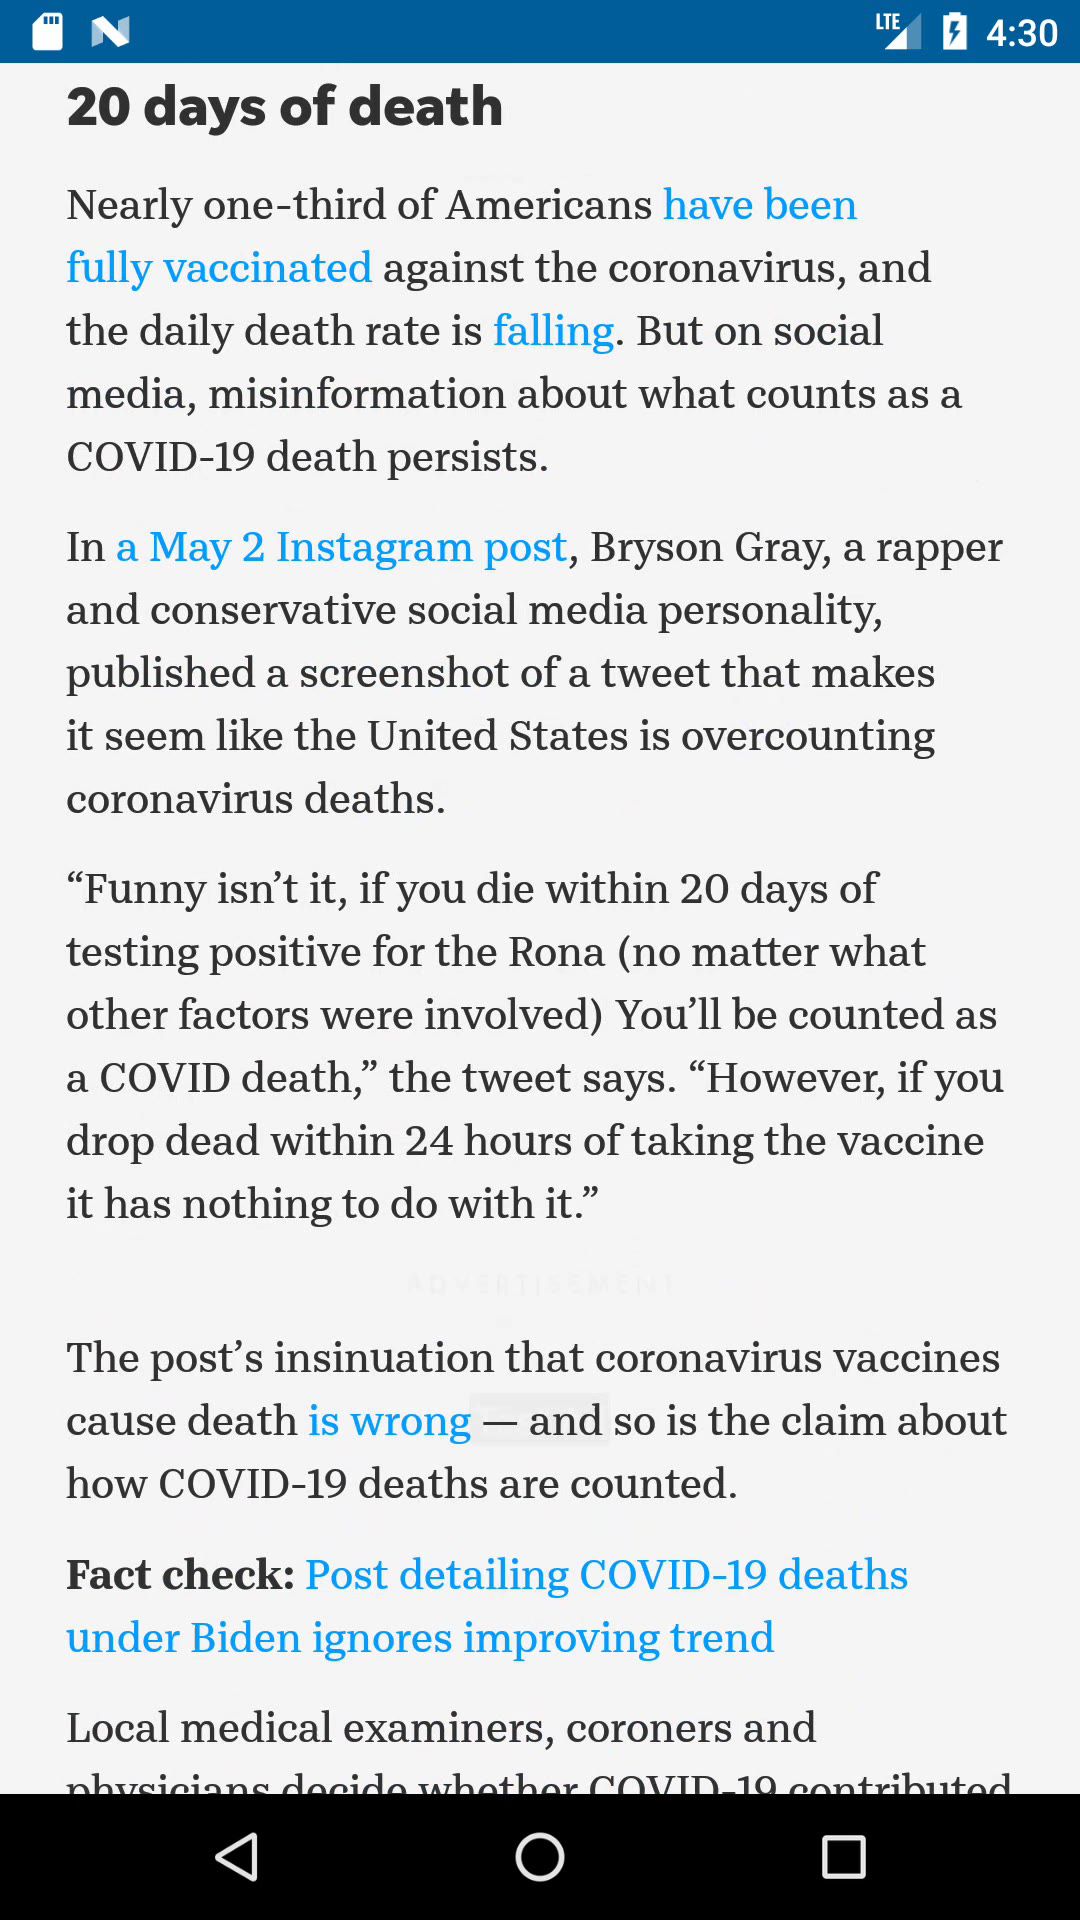 LTE 4:30
20 days of death
Nearly one-third of Americans have been
fully vaccinated against the coronavirus, and
the daily death rate is falling. But on social
media, misinformation about what counts as a
COVID-19 death persists.
In a May 2 Instagram post, Bryson Gray, a rapper
and conservative social media personality,
published a screenshot of a tweet that makes
it seem like the United States is overcounting
coronavirus deaths.
“Funny isn’t it, if you die within 20 days of
testing positive for the Rona (no matter what
other factors were involved) You’ll be counted as
a COVID death,” the tweet says. “However, if you
drop dead within 24 hours of taking the vaccine
it has nothing to do with it.”
ADVERTISEMENT
The post’s insinuation that coronavirus vaccines
cause death is wrong — and so is the claim about
how COVID-19 deaths are counted.
Fact check: Post detailing COVID-19 deaths
under Biden ignores improving trend
Local medical examiners, coroners and
physicians decide whether COVID-19 contributed